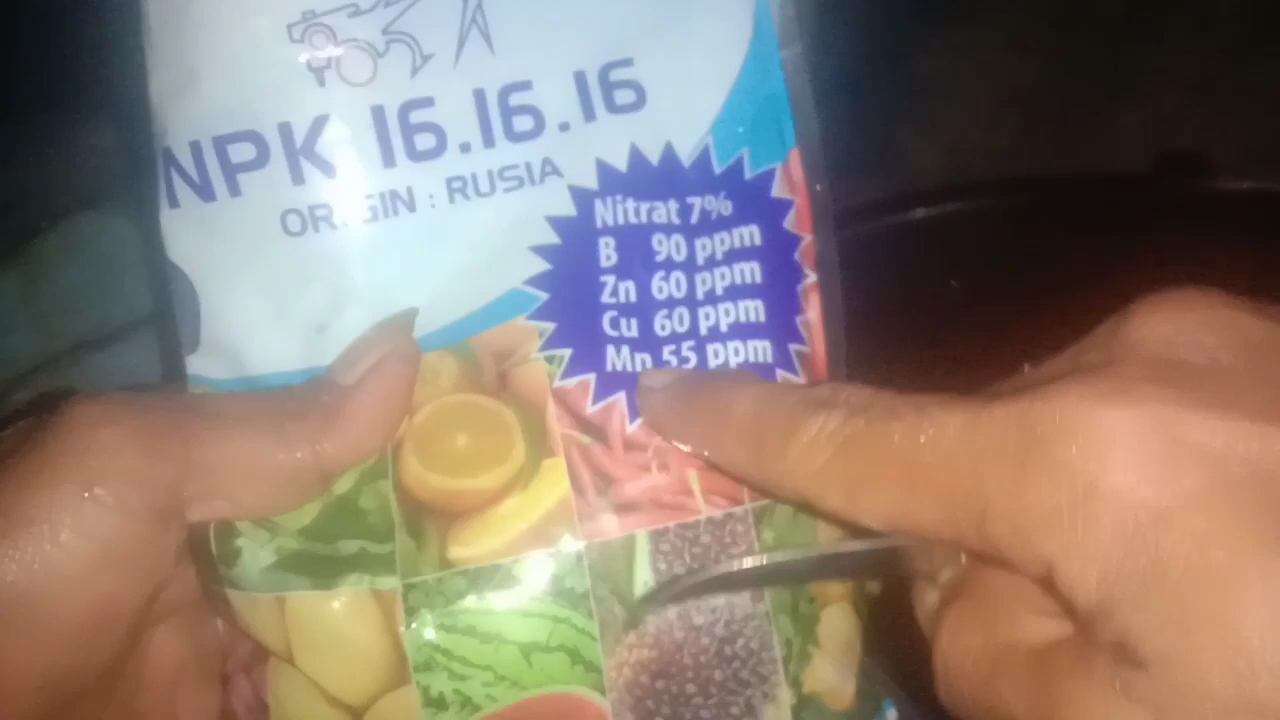 NPK 16.16.16
ORIGIN : RUSIA
Nitrat 7%
B 90 ppm
Zn 60 ppm
Cu 60 ppm
Mn 55 ppm